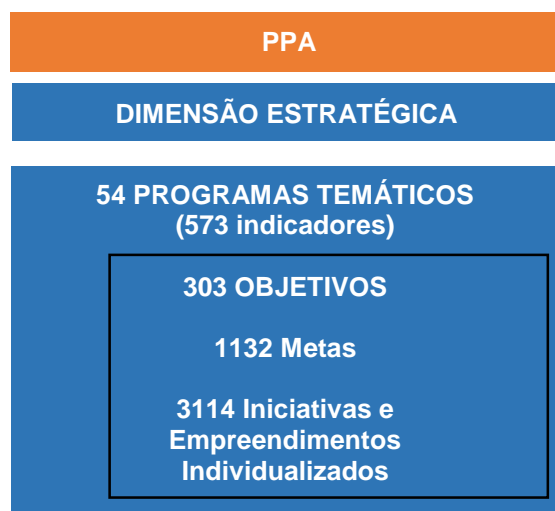 PPA
DIMENSÃO ESTRATÉGICA
54 PROGRAMAS TEMÁTICOS
(573 indicadores)
303 OBJETIVOS
1132 Metas
3114 Iniciativas e
Empreendimentos
Individualizados